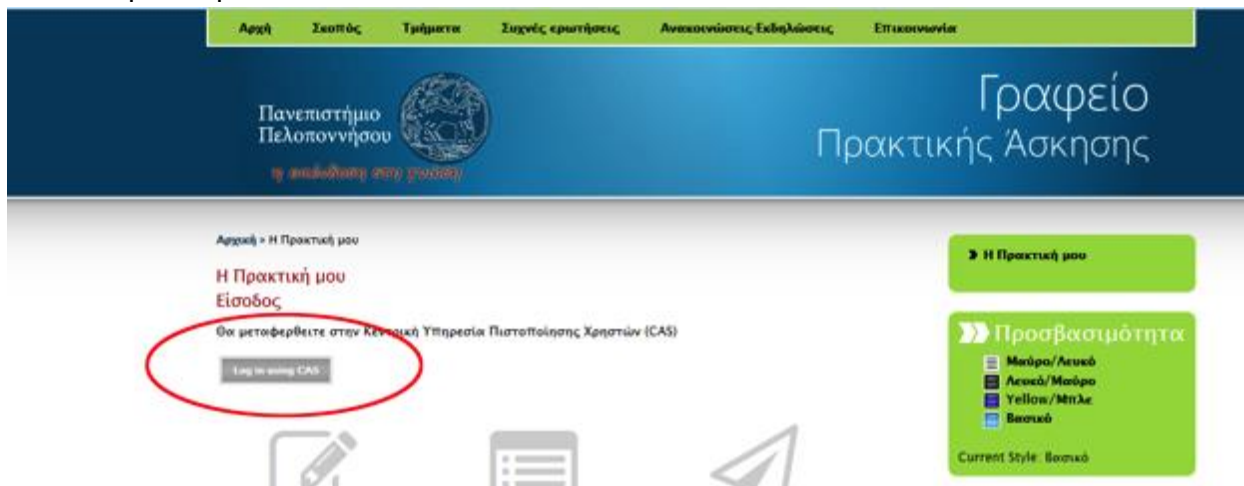 Αρχή Σκοπός Τμήματα Συχνές ερωτήσεις Ανακοινώσεις-Εκδηλώσεις Επικοινωνία
Πανεπιστήμιο
Πελοποννήσου
Γραφείο
Πρακτικής Άσκησης
Αρχική » Η Πρακτική μου
Η Πρακτική μου
Είσοδος
Θα μεταφερθειτε στην Κεντρική Υπηρεσία Πιστοποίησης Χρηστών (CAS)
Log in using CAS
Η Πρακτική μου
Προσβασιμότητα
Μαύρο/Λευκό
Λευκό/Μαύρο
Yellow/Μπλε
Βασικό
Current Style: Βασικό